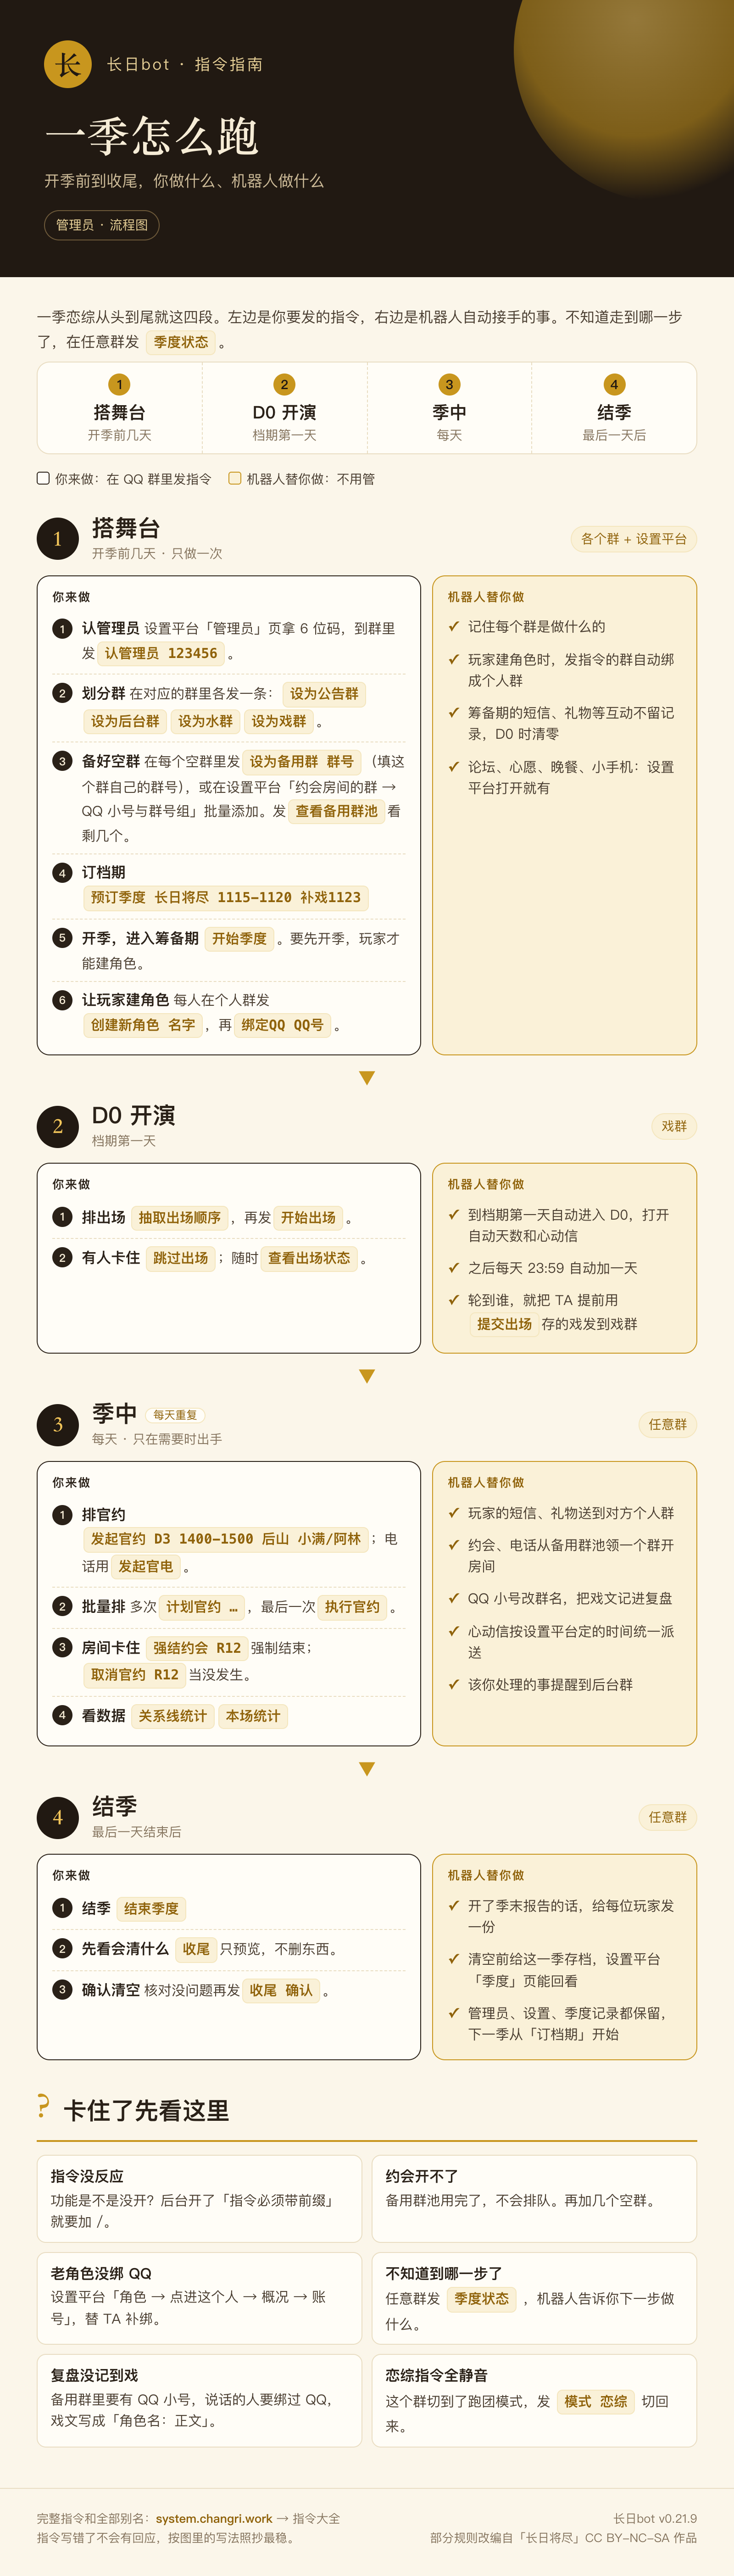 长
长日bot · 指令指南
一季怎么跑
开季前到收尾，你做什么、机器人做什么
管理员 · 流程图
一季恋综从头到尾就这四段。左边是你要发的指令，右边是机器人自动接手的事。不知道走到哪一步
了，在任意群发 季度状态 。
1
搭舞台
开季前几天
2
D0 开演
档期第一天
3
季中
每天
4
结季
最后一天后
你来做：在 QQ 群里发指令
机器人替你做：不用管
1
搭舞台
开季前几天 · 只做一次
各个群 + 设置平台
你来做
1 认管理员 设置平台「管理员」页拿 6 位码，到群里
发 认管理员 123456 。
2 划分群 在对应的群里各发一条： 设为公告群
设为后台群 设为水群 设为戏群 。
3 备好空群 在每个空群里发 设为备用群 群号 （填这
个群自己的群号），或在设置平台「约会房间的群 →
QQ 小号与群号组」批量添加。发 查看备用群池 看
剩几个。
4 订档期
预订季度 长日将尽 1115-1120 补戏1123
5 开季，进入筹备期 开始季度 。要先开季，玩家才
能建角色。
6 让玩家建角色 每人在个人群发
创建新角色 名字 ，再 绑定QQ QQ号 。
机器人替你做
✓ 记住每个群是做什么的
✓ 玩家建角色时，发指令的群自动绑
成个人群
✓ 筹备期的短信、礼物等互动不留记
录，D0 时清零
✓ 论坛、心愿、晚餐、小手机：设置
平台打开就有
2
D0 开演
档期第一天
戏群
你来做
1 排出场 抽取出场顺序 ，再发 开始出场 。
2 有人卡住 跳过出场 ；随时 查看出场状态 。
机器人替你做
✓ 到档期第一天自动进入 D0，打开
自动天数和心动信
✓ 之后每天 23:59 自动加一天
✓ 轮到谁，就把 TA 提前用
提交出场 存的戏发到戏群
3
季中 每天重复
每天 · 只在需要时出手
任意群
你来做
1 排官约
发起官约 D3 1400-1500 后山 小满/阿林 ；电
话用 发起官电 。
2 批量排 多次 计划官约 … ，最后一次 执行官约 。
3 房间卡住 强结约会 R12 强制结束；
取消官约 R12 当没发生。
4 看数据 关系线统计 本场统计
机器人替你做
✓ 玩家的短信、礼物送到对方个人群
✓ 约会、电话从备用群池领一个群开
房间
✓ QQ 小号改群名，把戏文记进复盘
✓ 心动信按设置平台定的时间统一派
送
✓ 该你处理的事提醒到后台群
4
结季
最后一天结束后
任意群
你来做
1 结季 结束季度
2 先看会清什么 收尾 只预览，不删东西。
3 确认清空 核对没问题再发 收尾 确认 。
机器人替你做
✓ 开了季末报告的话，给每位玩家发
一份
✓ 清空前给这一季存档，设置平台
「季度」页能回看
✓ 管理员、设置、季度记录都保留，
下一季从「订档期」开始
? 卡住了先看这里
指令没反应
功能是不是没开？后台开了「指令必须带前缀」
就要加 /。
约会开不了
备用群池用完了，不会排队。再加几个空群。
老角色没绑 QQ
设置平台「角色 → 点进这个人 → 概况 → 账
号」，替 TA 补绑。
不知道到哪一步了
任意群发 季度状态 ，机器人告诉你下一步做
什么。
复盘没记到戏
备用群里要有 QQ 小号，说话的人要绑过 QQ，
戏文写成「角色名：正文」。
恋综指令全静音
这个群切到了跑团模式，发 模式 恋综 切回
来。
完整指令和全部别名：system.changri.work → 指令大全
指令写错了不会有回应，按图里的写法照抄最稳。
长日bot v0.21.9
部分规则改编自「长日将尽」CC BY-NC-SA 作品